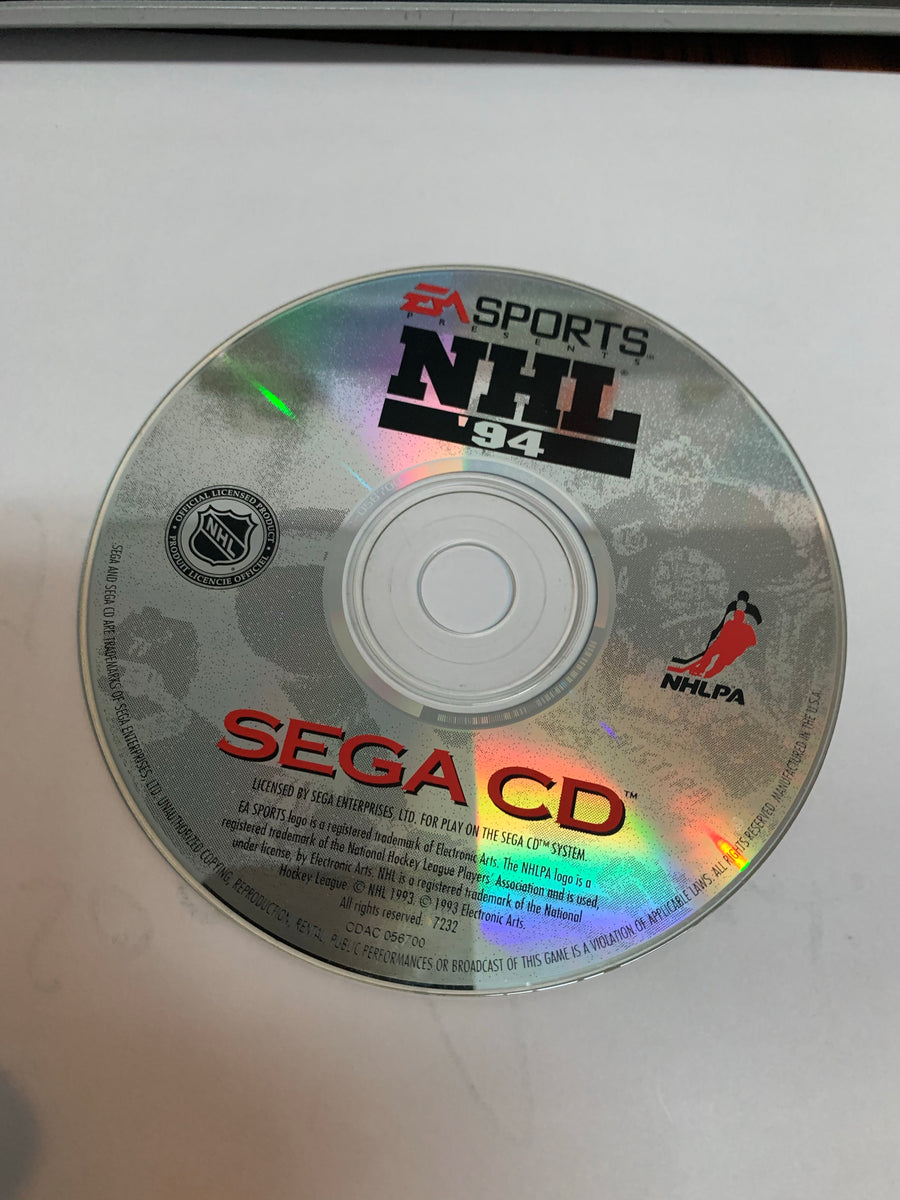 EA SPORTS™
PRESENTS
NHL®
'94
OFFICIAL LICENSED PRODUCT
NHL®
PRODUIT LICENCIE OFFICIEL
NHLPA
SEGA CD™
LICENSED BY SEGA ENTERPRISES, LTD. FOR PLAY ON THE SEGA CD™ SYSTEM.
EA SPORTS logo is a registered trademark of Electronic Arts. The NHLPA logo is a
registered trademark of the National Hockey League Players' Association and is used,
under license, by Electronic Arts. NHL is a registered trademark of the National
Hockey League © NHL 1993. © 1993 Electronic Arts.
All rights reserved. 7232
CDAC 056700
SEGA AND SEGA CD ARE TRADEMARKS OF SEGA ENTERPRISES, LTD. UNAUTHORIZED COPYING, REPRODUCTION, RENTAL, PUBLIC PERFORMANCES OR BROADCAST OF THIS GAME IS A VIOLATION OF APPLICABLE LAWS. ALL RIGHTS RESERVED. MANUFACTURED IN THE U.S.A.